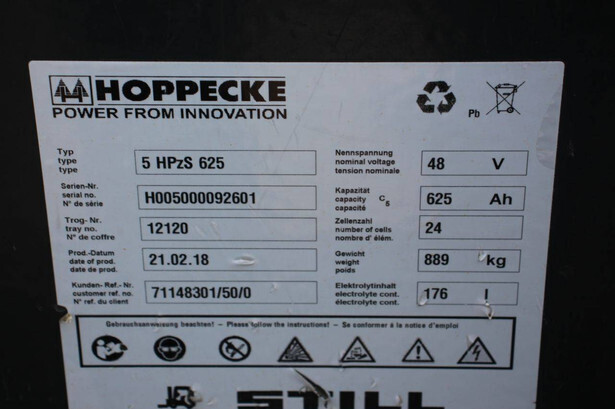 HOPPECKE
POWER FROM INNOVATION
Pb
Typ
type
type
5 HPzS 625
Serien-Nr.
serial no.
N° de série
H005000092601
Trog- Nr.
tray no.
N° de coffre
12120
Prod.-Datum
date of prod.
date de prod.
21.02.18
Kunden- Ref.- Nr.
customer ref. no.
N° ref. du client
71148301/50/0
Nennspannung
nominal voltage
tension nominale
48 V
Kapazität
capacity C5
capacité
625 Ah
Zellenzahl
number of cells
nombre d' élém.
24
Gewicht
weight
poids
889 kg
Elektrolytinhalt
electrolyte cont.
électrolyte cont.
176 l
Gebrauchsanweisung beachten! – Please follow the instructions! – Se conformer à la notice d'emploi
STILL